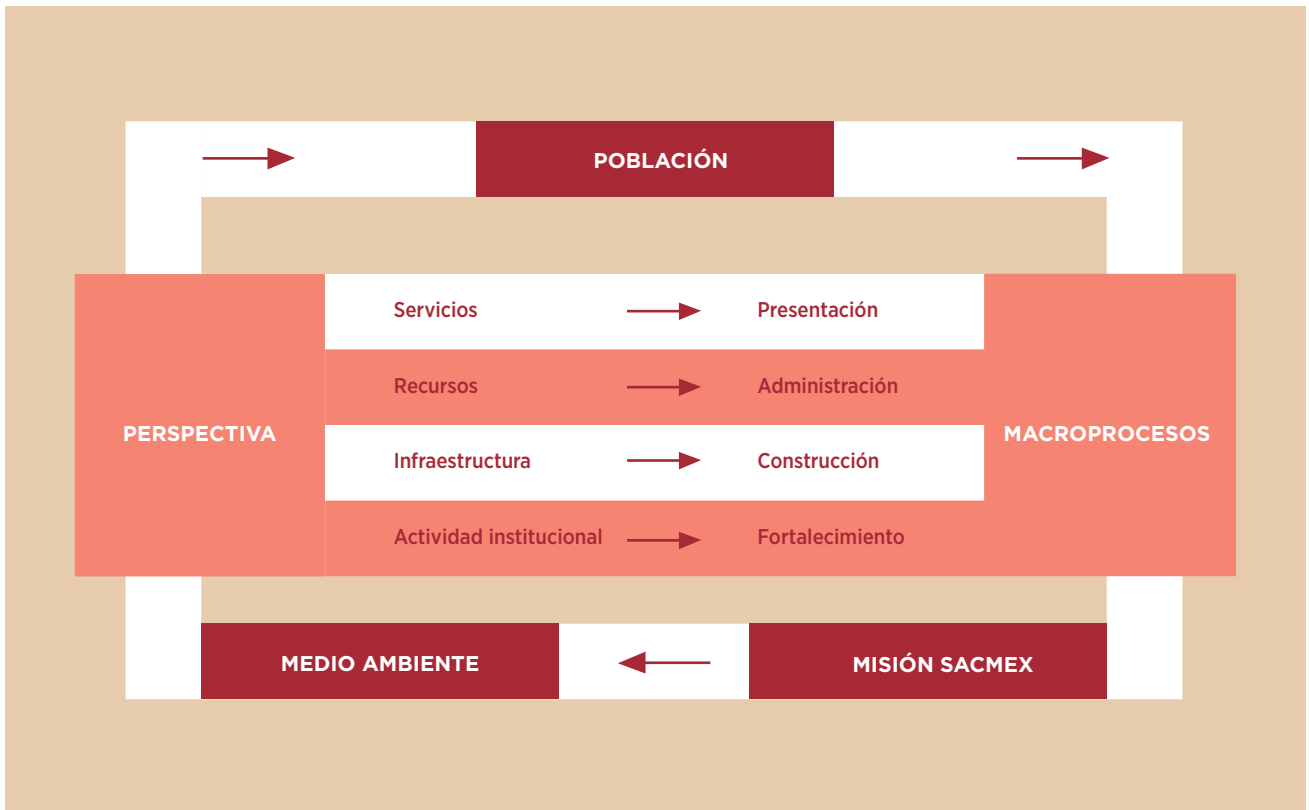 POBLACIÓN
PERSPECTIVA
Servicios
Presentación
Recursos
Administración
Infraestructura
Construcción
Actividad institucional
Fortalecimiento
MACROPROCESOS
MEDIO AMBIENTE
MISIÓN SACMEX